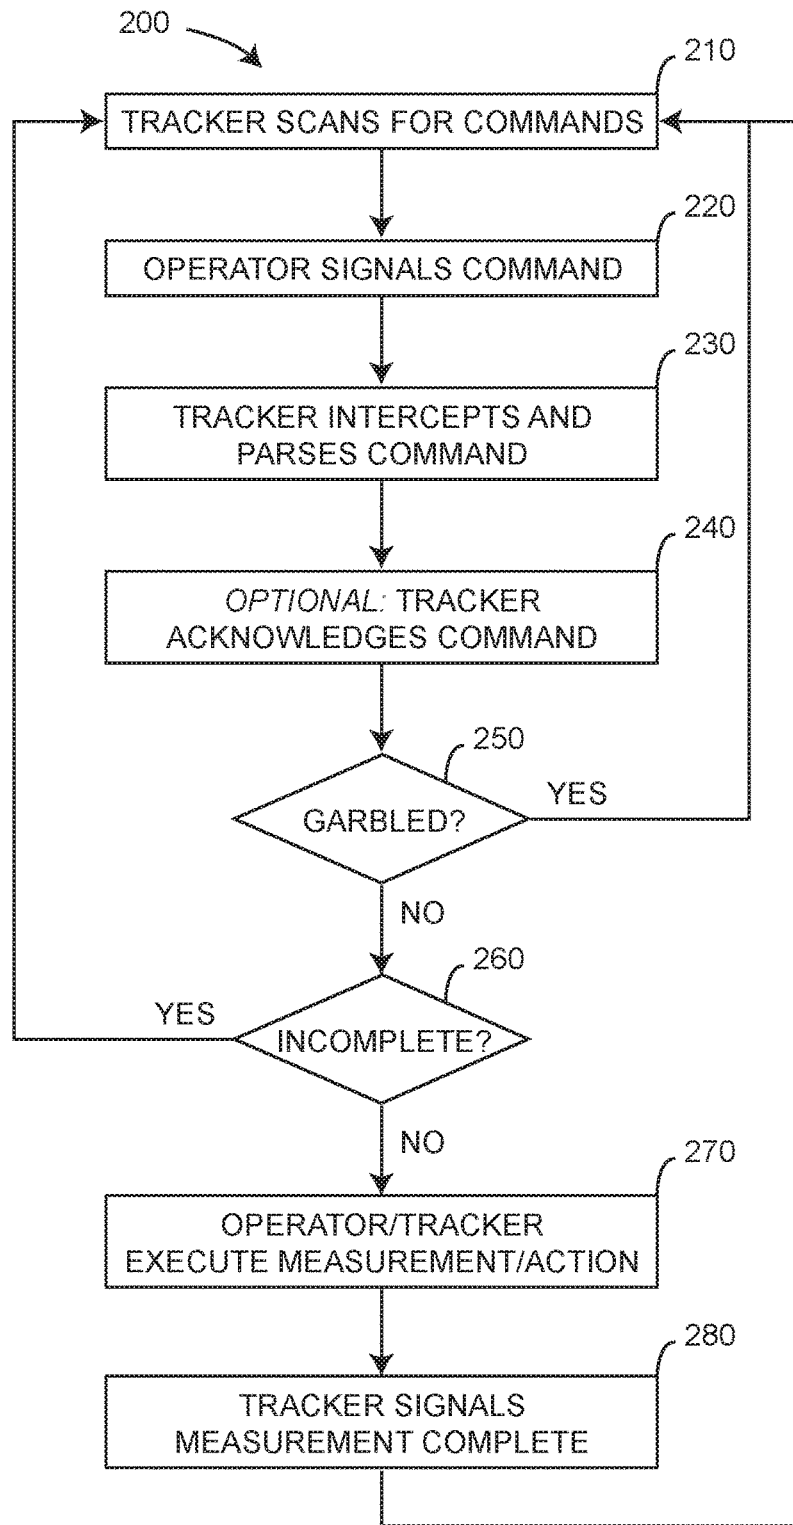 200
210
TRACKER SCANS FOR COMMANDS
220
OPERATOR SIGNALS COMMAND
230
TRACKER INTERCEPTS AND
PARSES COMMAND
240
OPTIONAL: TRACKER
ACKNOWLEDGES COMMAND
250
GARBLED?
YES
NO
260
YES
INCOMPLETE?
NO
270
OPERATOR/TRACKER
EXECUTE MEASUREMENT/ACTION
280
TRACKER SIGNALS
MEASUREMENT COMPLETE